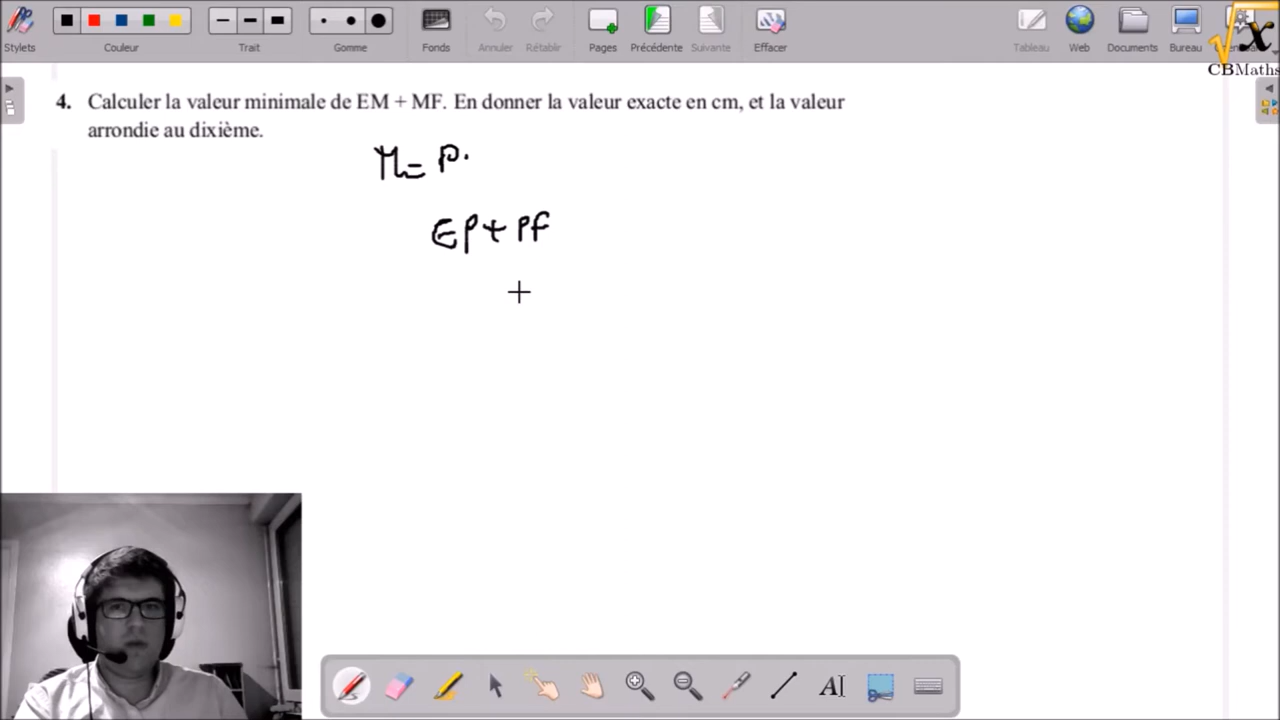 Stylets
Couleur
Trait
Gomme
Fonds
Annuler
Rétablir
Pages
Précédente
Suivante
Effacer
Tableau
Web
Documents
Bureau
CBMaths
4. Calculer la valeur minimale de EM + MF. En donner la valeur exacte en cm, et la valeur
arrondie au dixième.
M = P.
EP + PF